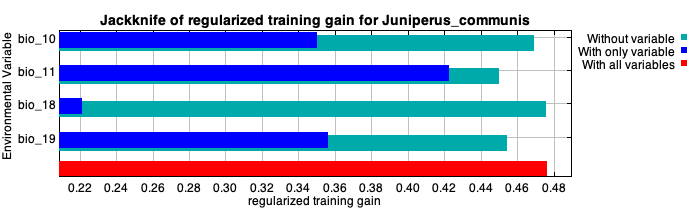 Jackknife of regularized training gain for Juniperus_communis
Environmental Variable
bio_10
bio_11
bio_18
bio_19
Without variable
With only variable
With all variables
0.22 0.24 0.26 0.28 0.30 0.32 0.34 0.36 0.38 0.40 0.42 0.44 0.46 0.48
regularized training gain